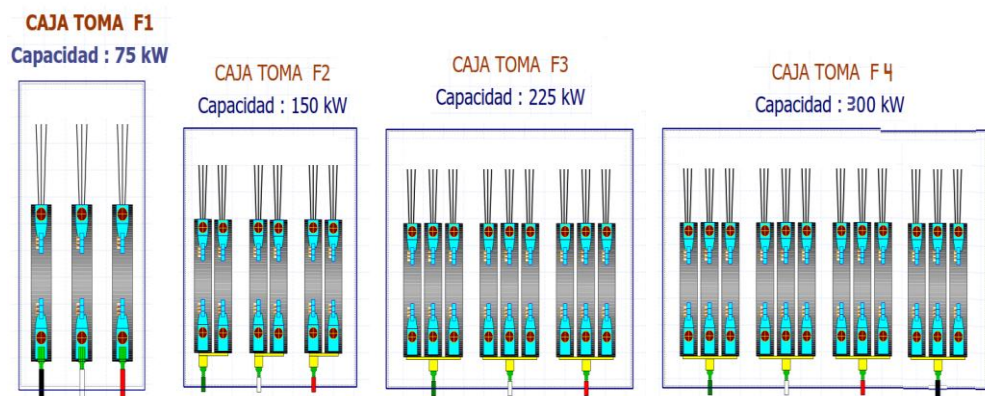 CAJA TOMA F1
Capacidad : 75 kW
CAJA TOMA F2
Capacidad : 150 kW
CAJA TOMA F3
Capacidad : 225 kW
CAJA TOMA F4
Capacidad : 300 kW